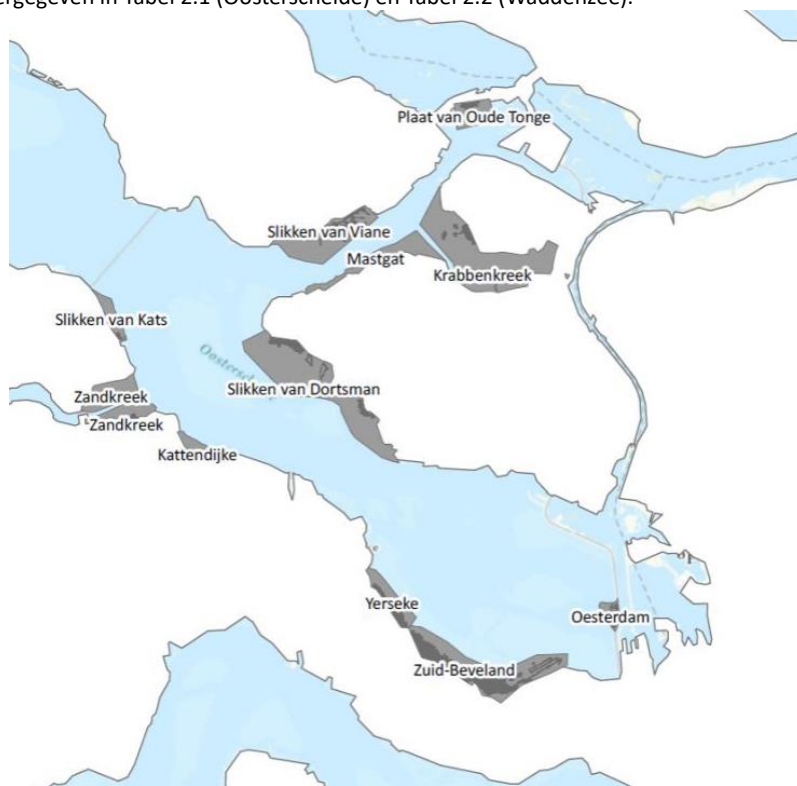 ergegeven in Tabel 2.1 (Oosterschelde) en Tabel 2.2 (Waddenzee).
Plaat van Oude Tonge
Slikken van Viane
Mastgat
Krabbenkreek
Slikken van Kats
Slikken van Dortsman
Zandkreek
Zandkreek
Kattendijke
Yerseke
Oesterdam
Zuid-Beveland